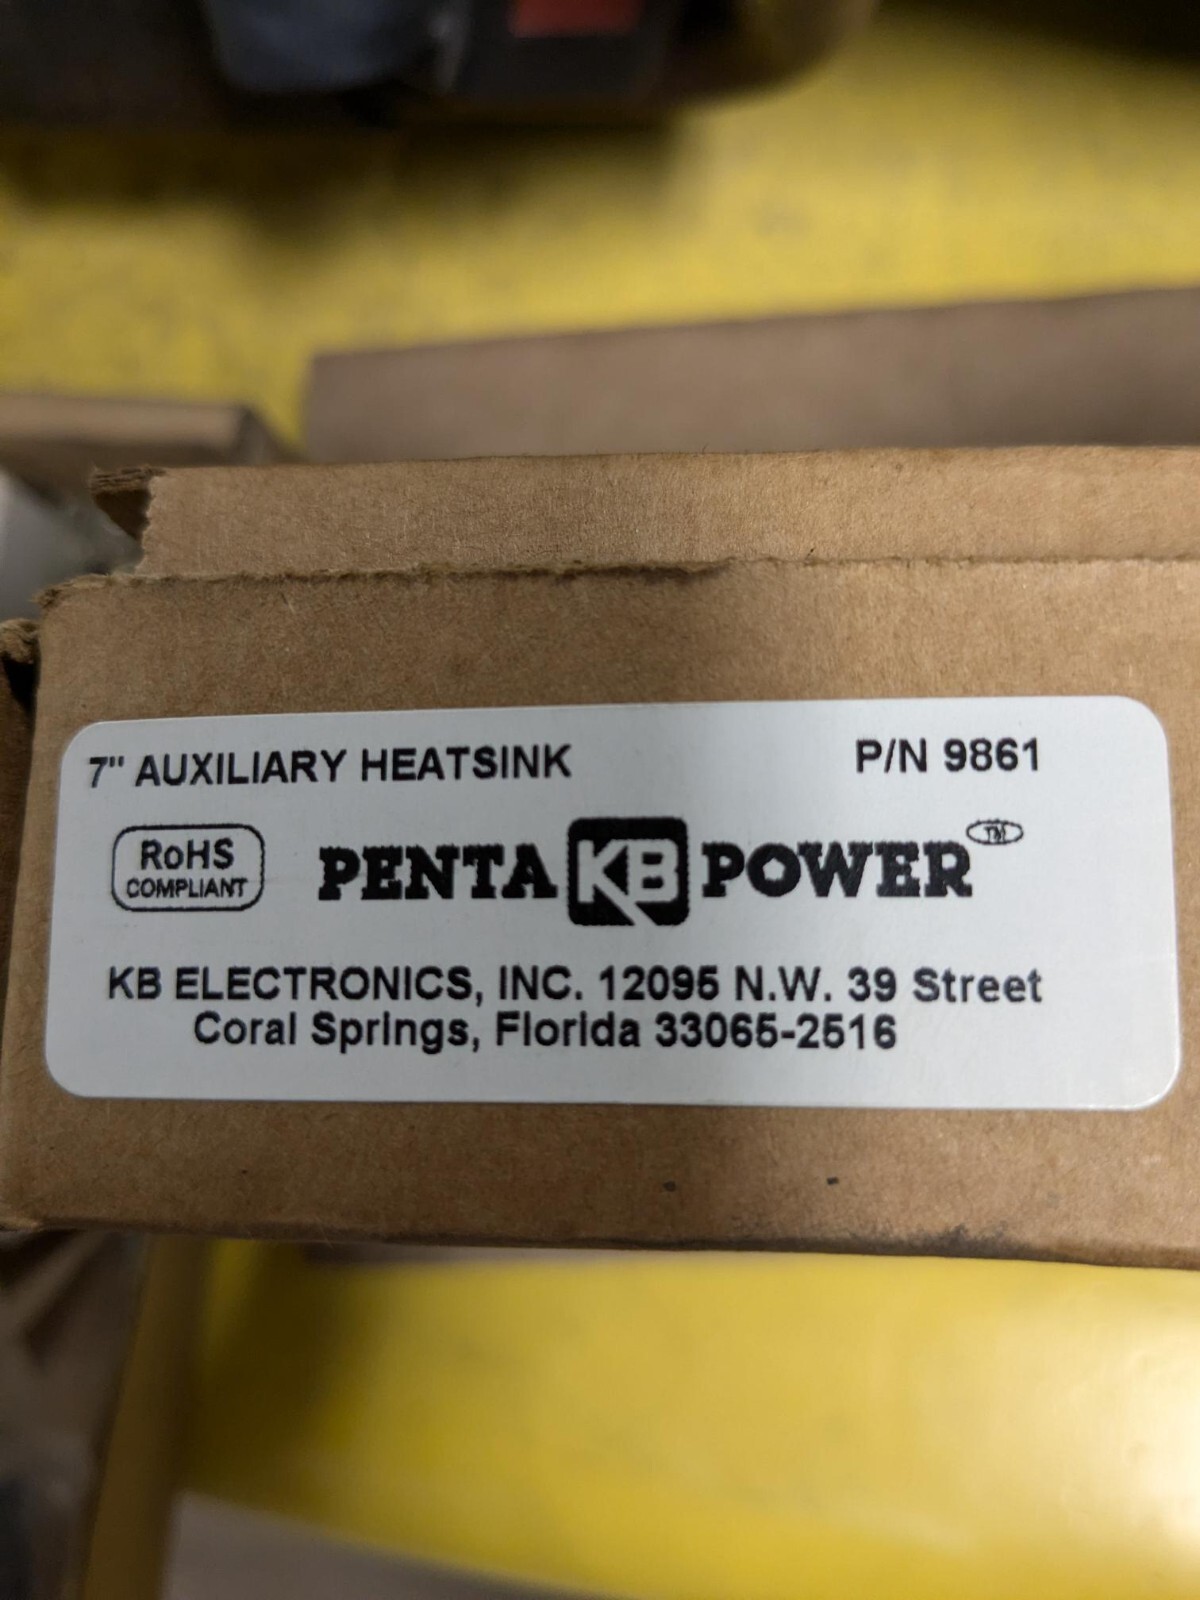 7" AUXILIARY HEATSINK P/N 9861
RoHS
COMPLIANT
PENTA KB POWER™
KB ELECTRONICS, INC. 12095 N.W. 39 Street
Coral Springs, Florida 33065-2516